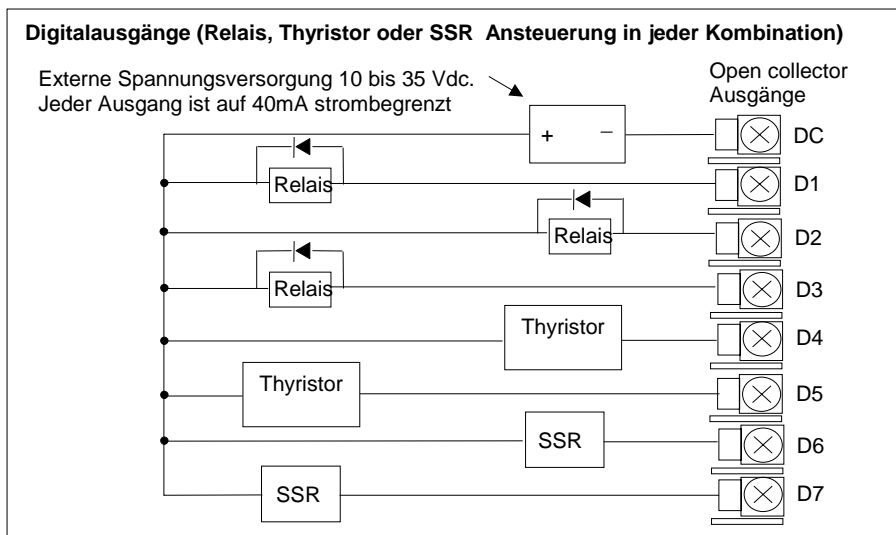 Digitalausgänge (Relais, Thyristor oder SSR Ansteuerung in jeder Kombination)
Externe Spannungsversorgung 10 bis 35 Vdc.
Jeder Ausgang ist auf 40mA strombegrenzt
Open collector
Ausgänge
+ −
DC
Relais
D1
Relais
D2
Relais
D3
Thyristor
D4
Thyristor
D5
SSR
D6
SSR
D7